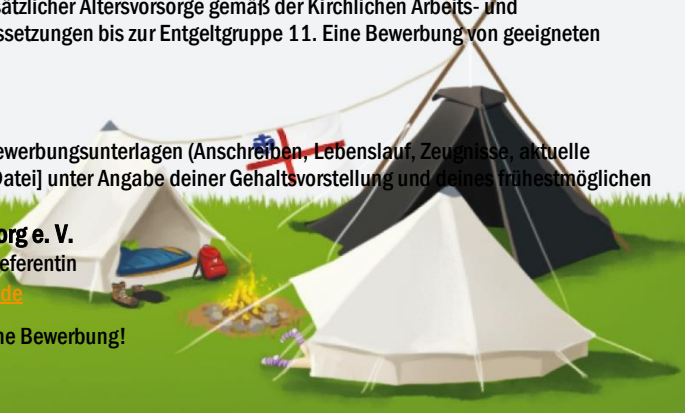 sätzlicher Altersvorsorge gemäß der Kirchlichen Arbeits- und
ssetzungen bis zur Entgeltgruppe 11. Eine Bewerbung von geeigneten
ewerbungsunterlagen (Anschreiben, Lebenslauf, Zeugnisse, aktuelle
Datei] unter Angabe deiner Gehaltsvorstellung und deines frühestmöglichen
org e. V.
eferentin
de
ne Bewerbung!